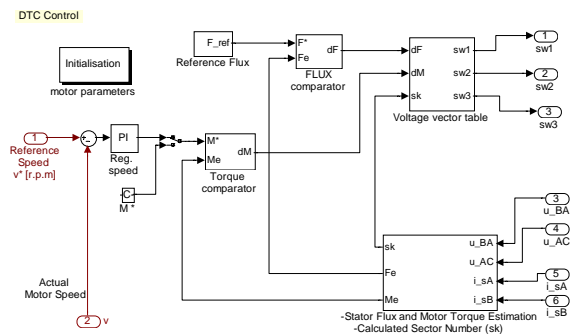 DTC Control
Initialisation
motor parameters
F_ref
Reference Flux
F*
Fe
dF
FLUX
comparator
dF
dM
sk
sw1
sw2
sw3
Voltage vector table
1
sw1
2
sw2
3
sw3
1
Reference
Speed
v* [r.p.m]
+
-
PI
Reg.
speed
-C-
M *
M*
Me
dM
Torque
comparator
Actual
Motor Speed
2
v
sk
Fe
Me
u_BA
u_AC
i_sA
i_sB
3
u_BA
4
u_AC
5
i_sA
6
i_sB
-Stator Flux and Motor Torque Estimation
-Calculated Sector Number (sk)